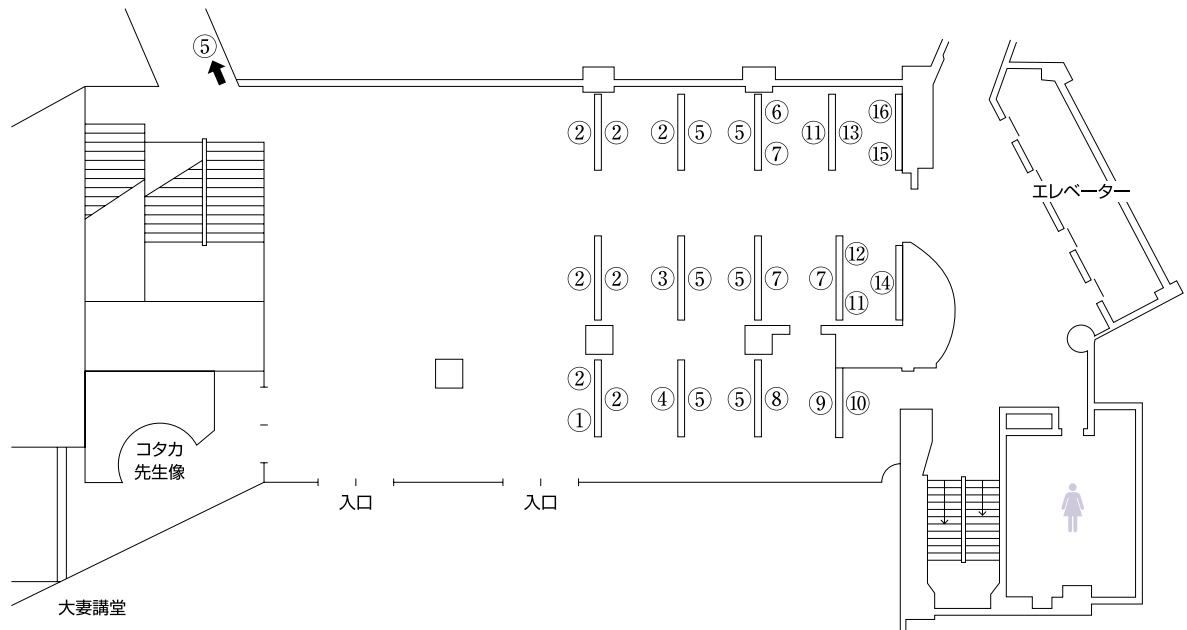 ⑤
② ② ② ⑤ ⑤ ⑥ ⑦ ⑪ ⑬ ⑯ ⑮
エレベーター
② ② ③ ⑤ ⑤ ⑦ ⑦ ⑫ ⑪ ⑭
② ① ② ④ ⑤ ⑤ ⑧ ⑨ ⑩
コタカ
先生像
入口
入口
大妻講堂